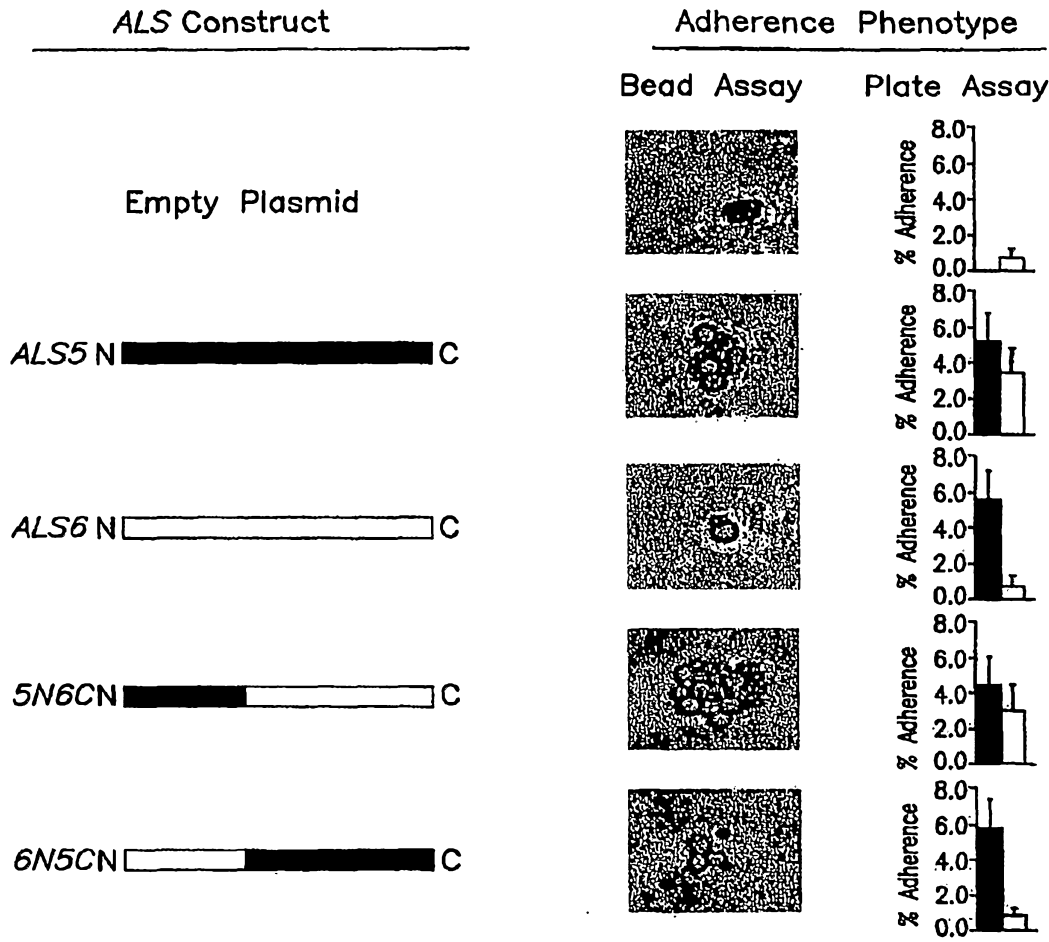 ALS Construct
Adherence Phenotype
Bead Assay
Plate Assay
Empty Plasmid
% Adherence
8.0
6.0
4.0
2.0
0.0
ALS5 N C
% Adherence
8.0
6.0
4.0
2.0
0.0
ALS6 N C
% Adherence
8.0
6.0
4.0
2.0
0.0
5N6C N C
% Adherence
8.0
6.0
4.0
2.0
0.0
6N5C N C
% Adherence
8.0
6.0
4.0
2.0
0.0